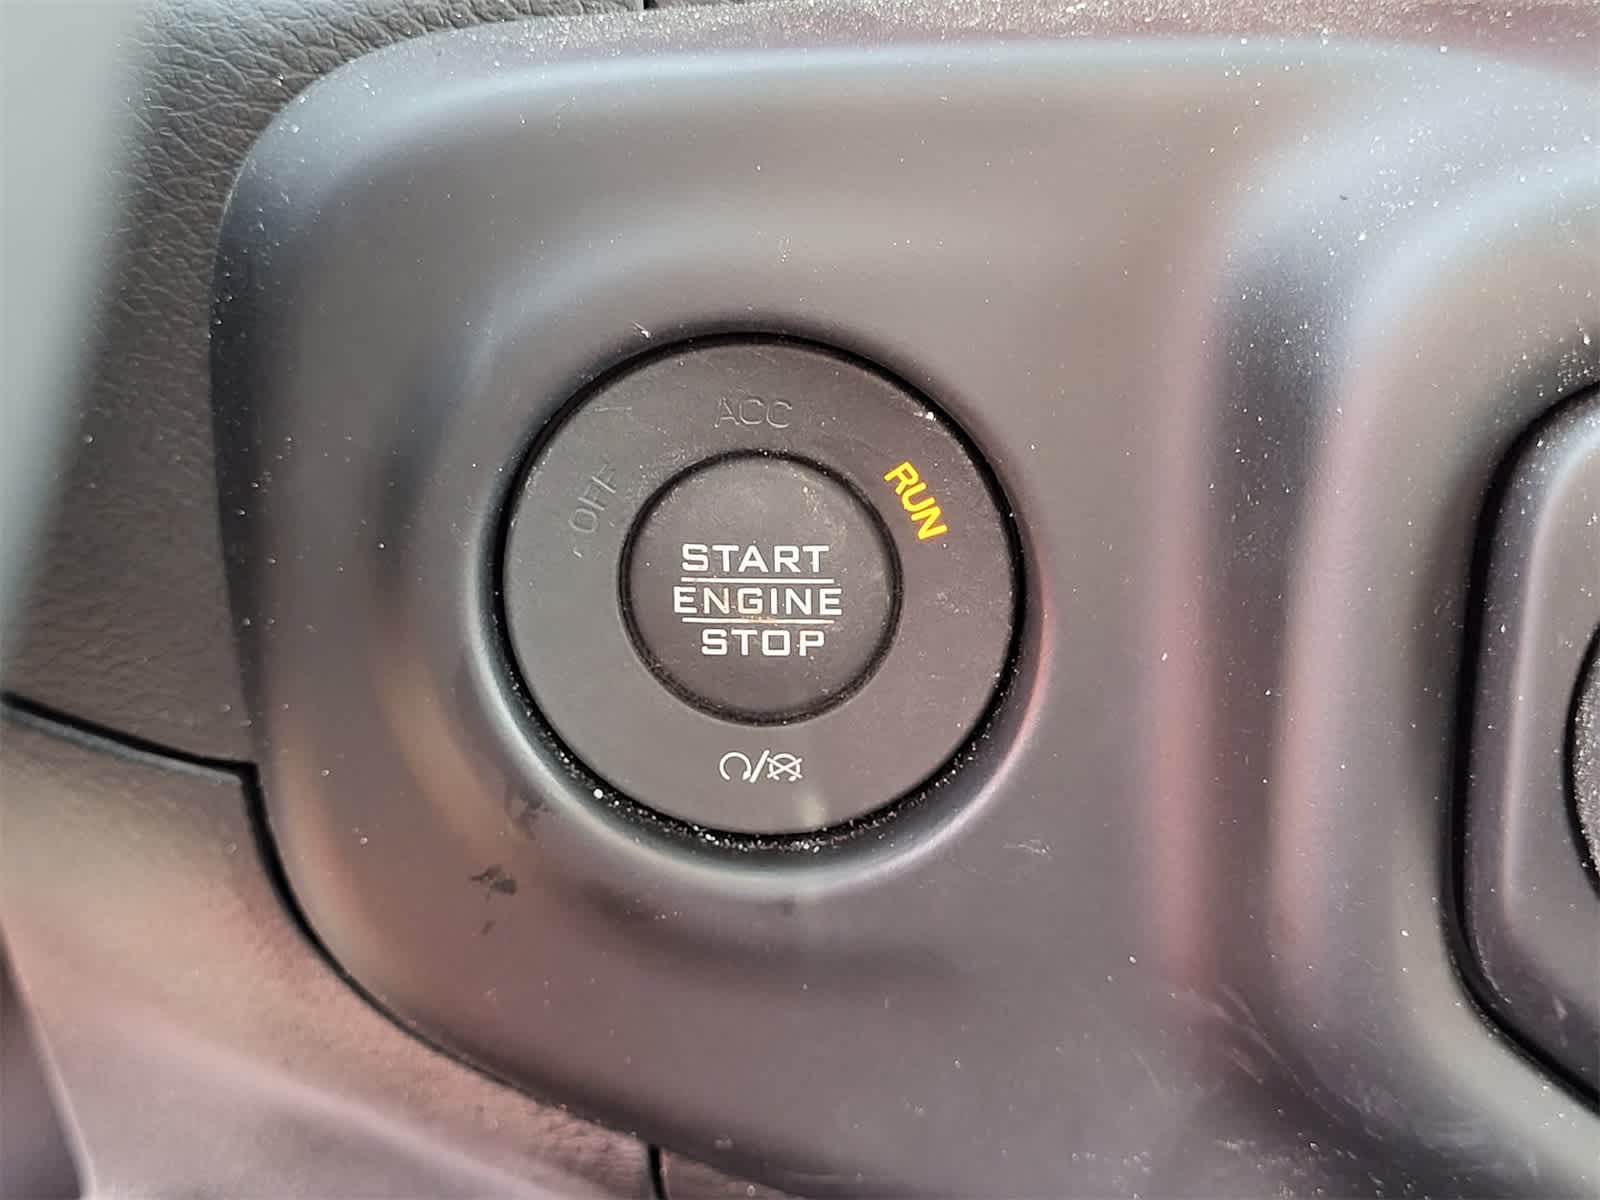 ACC
OFF
RUN
START
ENGINE
STOP